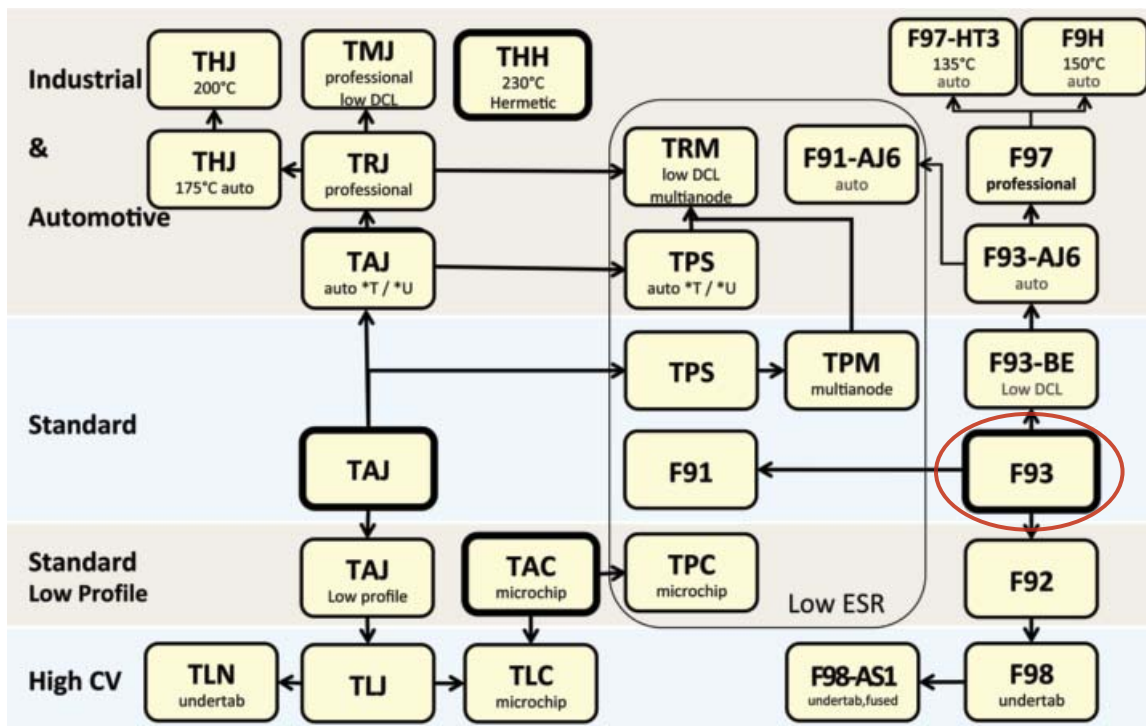 Industrial
&
Automotive
THJ
200°C
TMJ
professional
low DCL
THH
230°C
Hermetic
F97-HT3
135°C
auto
F9H
150°C
auto
THJ
175°C auto
TRJ
professional
TRM
low DCL
multianode
F91-AJ6
auto
F97
professional
TAJ
auto *T / *U
TPS
auto *T / *U
F93-AJ6
auto
Standard
TPS
TPM
multianode
F93-BE
Low DCL
TAJ
F91
F93
Standard
Low Profile
TAJ
Low profile
TAC
microchip
TPC
microchip
Low ESR
F92
High CV
TLN
undertab
TLJ
TLC
microchip
F98-AS1
undertab,fused
F98
undertab